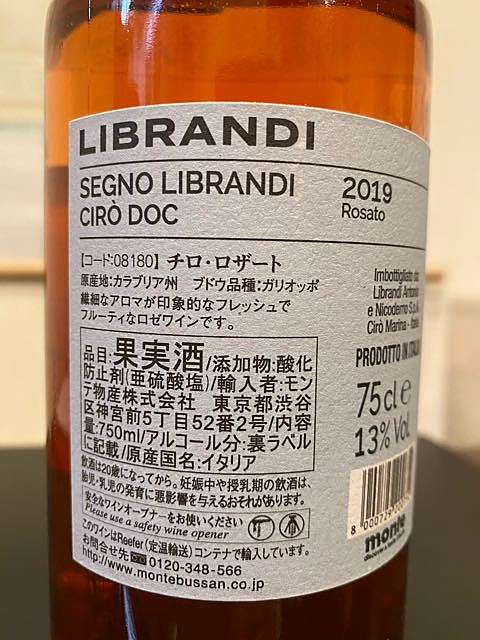 LIBRANDI
SEGNO LIBRANDI
CIRÒ DOC
2019
Rosato
【コード:08180】チロ・ロザート
原産地:カラブリア州　ブドウ品種:ガリオッポ
繊細なアロマが印象的なフレッシュで
フルーティなロゼワインです。
品目:果実酒/添加物:酸化
防止剤(亜硫酸塩)/輸入者:モン
テ物産株式会社　東京都渋谷
区神宮前5丁目52番2号/内容
量:750ml/アルコール分:裏ラベル
に記載/原産国名:イタリア
飲酒は20歳になってから。妊娠中や授乳期の飲酒は、
胎児・乳児の発育に悪影響を与えるおそれがあります。
安全なワインオープナーをお使いください
Please use a safety wine opener
このワインはReefer(定温輸送)コンテナで輸入しています。
お問合せ先 0120-348-566
http://www.montebussan.co.jp
Imbottigliato da
Librandi Antonio
e Nicodemo S.p.A.
Cirò Marina - Italia
PRODOTTO IN ITALIA
75 cl e
13% Vol.
monte